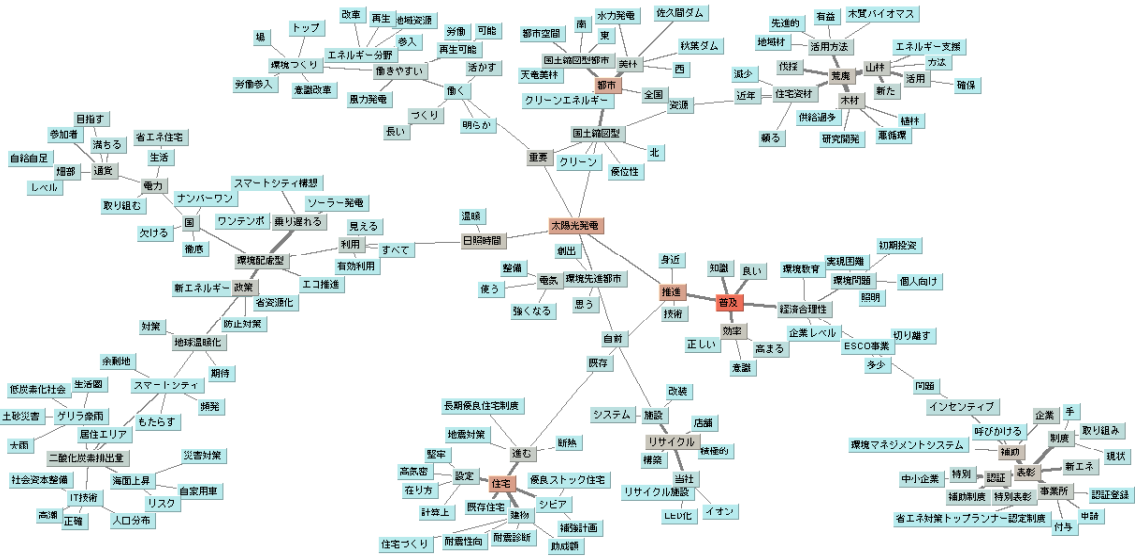 改革
再生
地域資源
トップ
場
労働
可能
参入
エネルギー分野
再生可能
環境つくり
働きやすい
活かす
労働参入
意識改革
風力発電
働く
づくり
長い
明らか
南
水力発電
佐久間ダム
都市空間
東
国土縮図型都市
美林
秋葉ダム
天竜美林
都市
西
クリーンエネルギー
全国
資源
国土縮図型
重要
クリーン
優位性
北
先進的
有益
木質バイオマス
地域材
活用方法
エネルギー支援
伐採
山林
方法
荒廃
活用
減少
新た
確保
近年
住宅資材
木材
供給過多
植林
頼る
研究開発
悪循環
目指す
参加者
省エネ住宅
満ちる
自給自足
生活
畑部
通貨
レベル
電力
取り組む
ナンバーワン
スマートシティ構想
国
ソーラー発電
ワンテンポ
乗り遅れる
欠ける
見える
徹底
利用
すべて
環境配慮型
有効利用
新エネルギー
政策
エコ推進
省資源化
対策
防止対策
地球温暖化
温暖
日照時間
太陽光発電
創出
整備
電気
環境先進都市
使う
強くなる
思う
身近
推進
技術
自前
既存
知識
良い
普及
効率
正しい
高まる
意識
環境教育
実現困難
初期投資
環境問題
個人向け
照明
経済合理性
企業レベル
切り離す
ESCO事業
多少
問題
インセンティブ
企業
手
呼びかける
制度
取り組み
環境マネジメントシステム
補助
現状
新エネ
中小企業
特別
認証
表彰
補助制度
特別表彰
事業所
認証登録
省エネ対策トップランナー認定制度
申請
付与
余剰地
期待
低炭素化社会
生活圏
スマートシティ
頻発
土砂災害
ゲリラ豪雨
もたらす
大雨
居住エリア
二酸化炭素排出量
災害対策
社会資本整備
海面上昇
IT技術
自家用車
リスク
高潮
正確
人口分布
長期優良住宅制度
地震対策
断熱
進む
堅牢
高気密
設定
在り方
住宅
優良ストック住宅
計算上
既存住宅
シビア
建物
補強計画
住宅づくり
耐震性向
耐震診断
助成額
改装
システム
施設
店舗
リサイクル
構築
積極的
当社
リサイクル施設
LED化
イオン